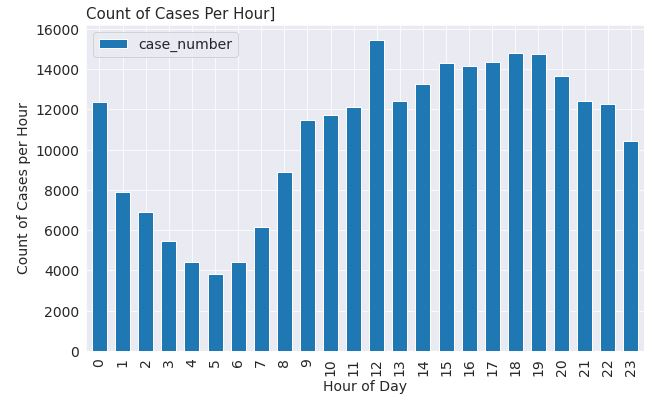 Count of Cases Per Hour]
case_number
Count of Cases per Hour
16000
14000
12000
10000
8000
6000
4000
2000
0
0 1 2 3 4 5 6 7 8 9 10 11 12 13 14 15 16 17 18 19 20 21 22 23
Hour of Day